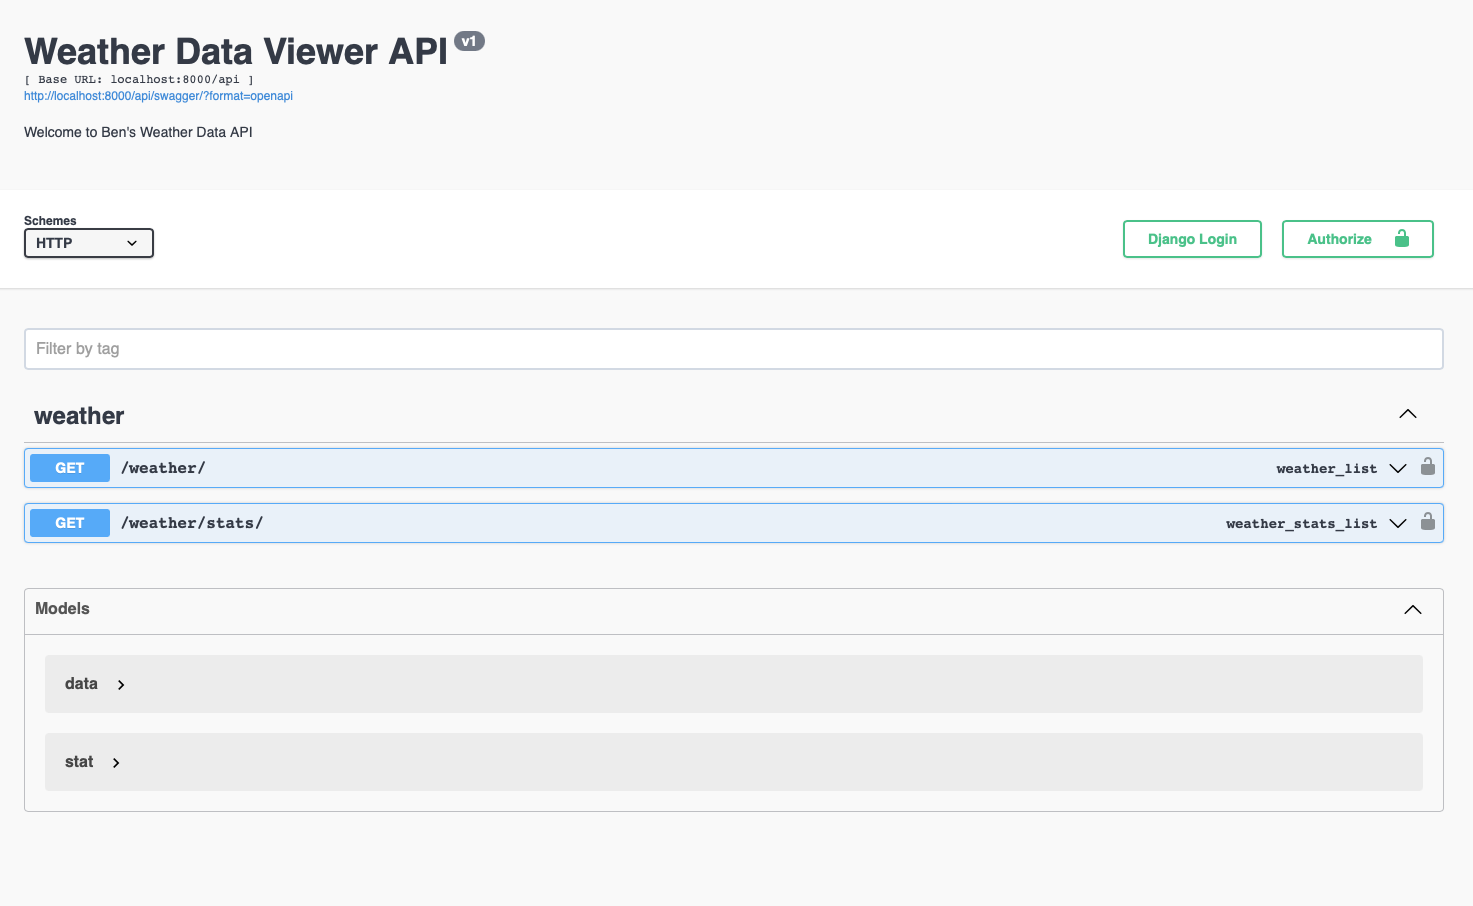 Weather Data Viewer API v1
[ Base URL: localhost:8000/api ]
http://localhost:8000/api/swagger/?format=openapi
Welcome to Ben's Weather Data API
Schemes
HTTP
Django Login
Authorize
Filter by tag
weather
GET /weather/ weather_list
GET /weather/stats/ weather_stats_list
Models
data
stat